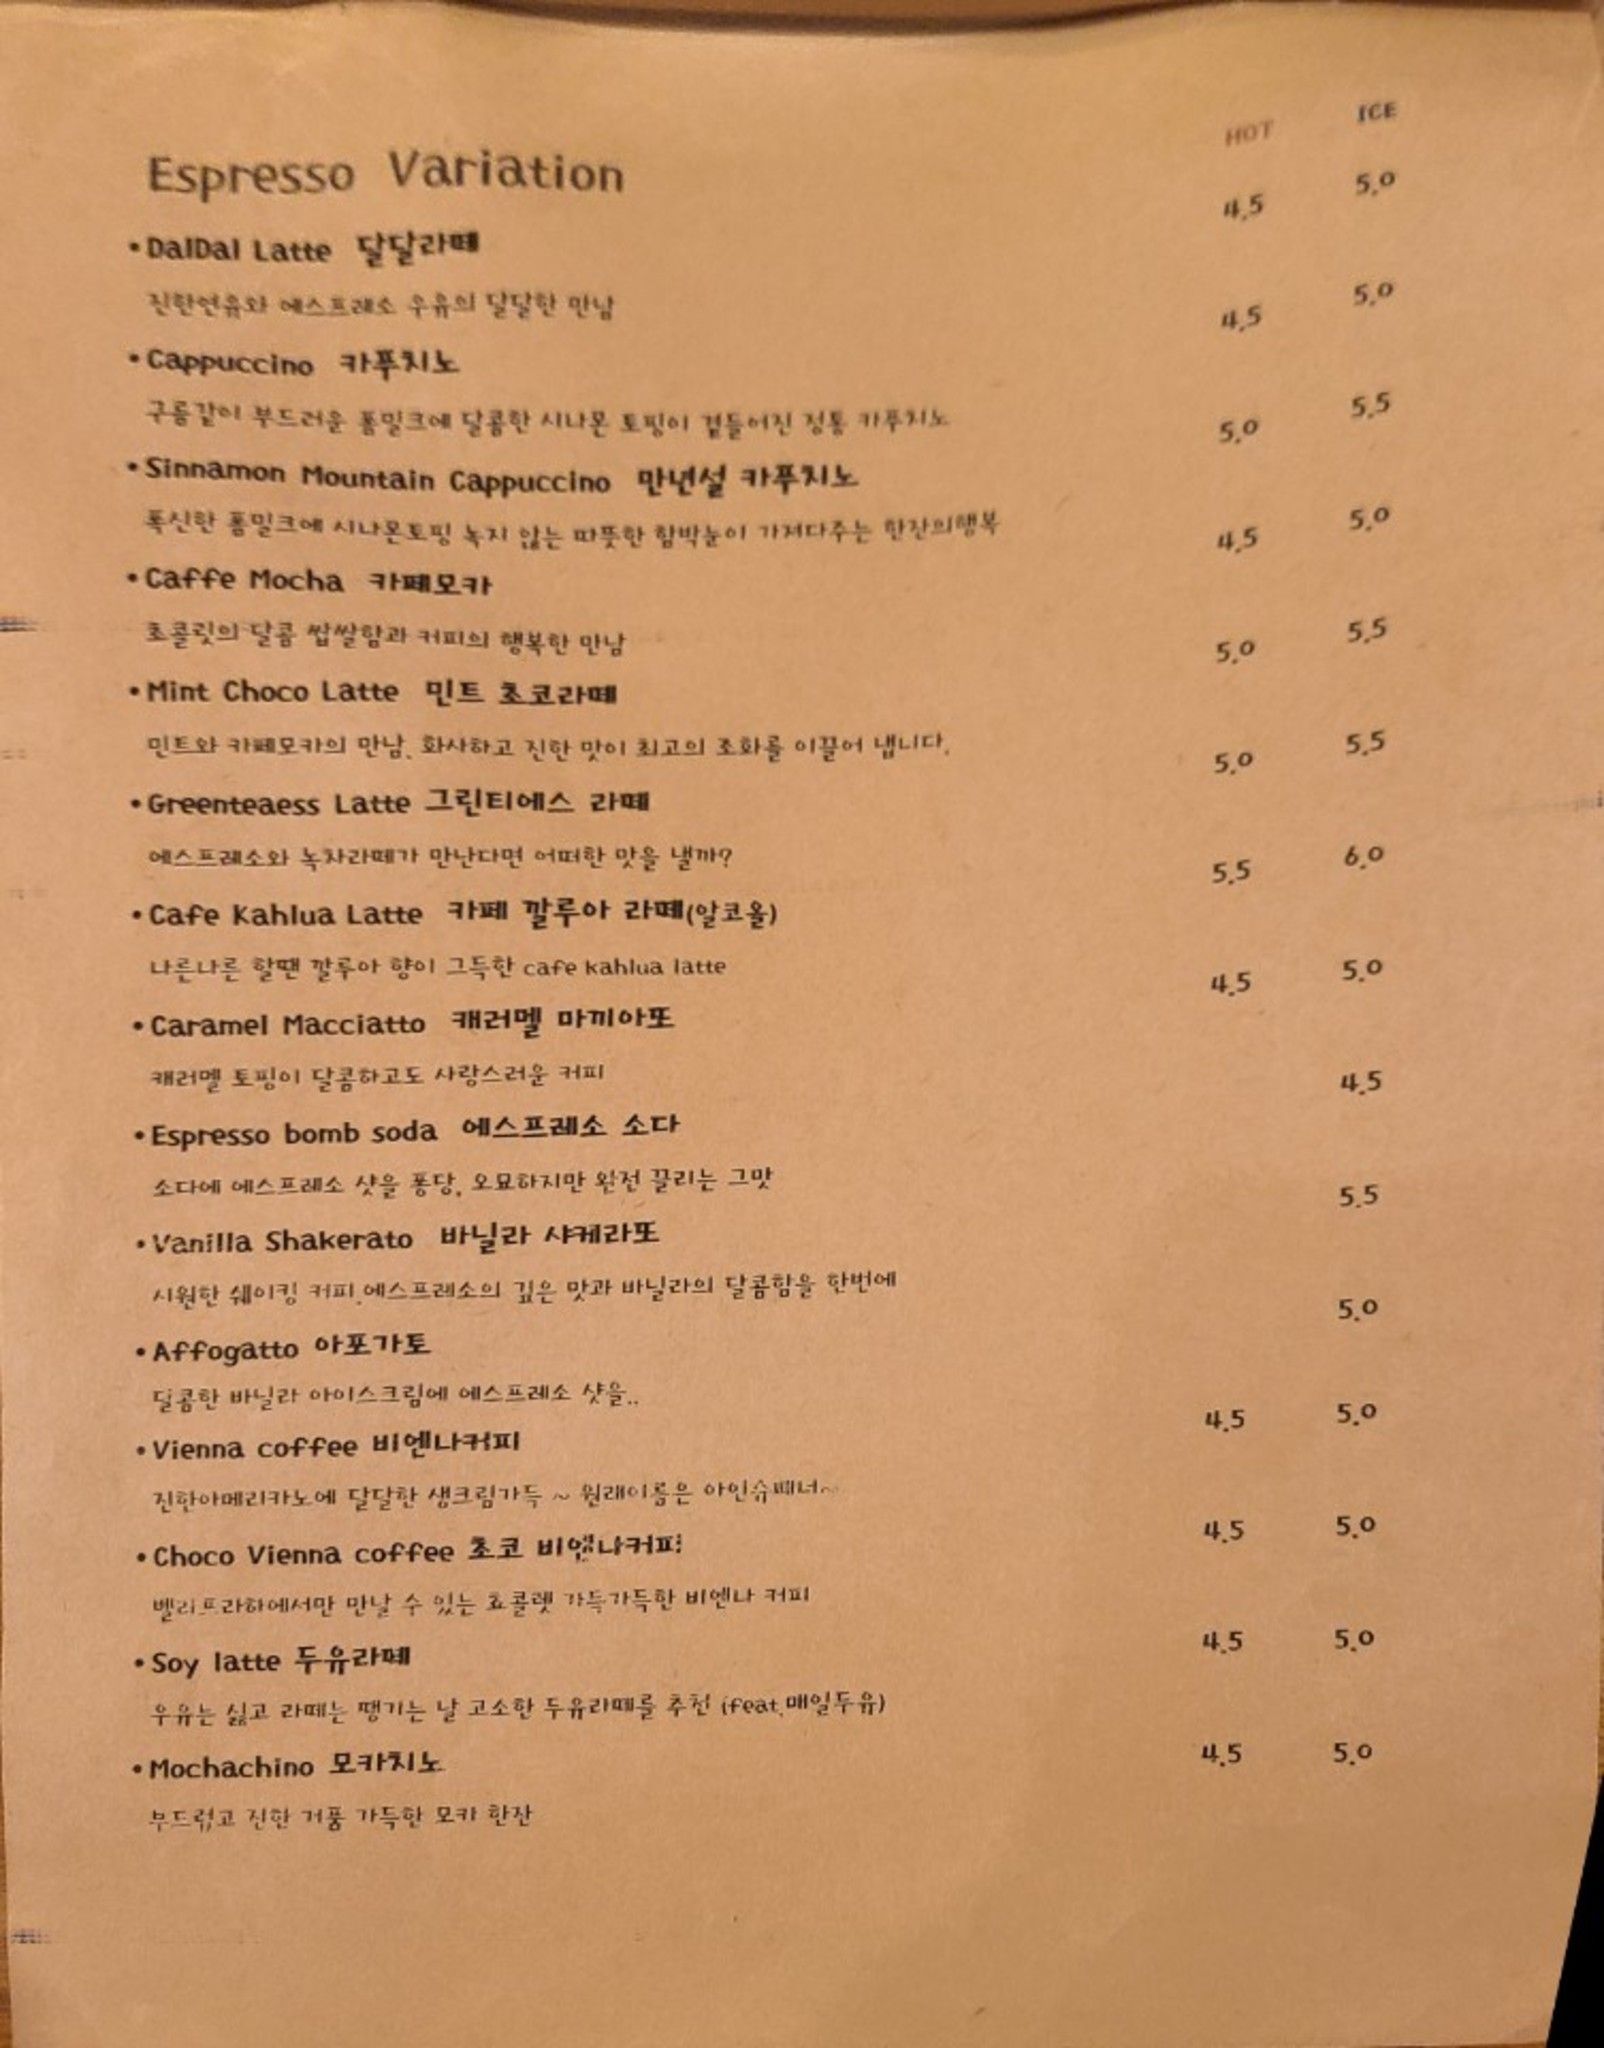 HOT ICE
Espresso Variation
•DalDal Latte 달달라떼 4.5 5.0
진한연유와 에스프레소 우유의 달달한 만남
•Cappuccino 카푸치노 4.5 5.0
구름같이 부드러운 폼밀크에 달콤한 시나몬 토핑이 곁들어진 정통 카푸치노
•Sinnamon Mountain Cappuccino 만년설 카푸치노 5.0 5.5
폭신한 폼밀크에 시나몬토핑 녹지 않는 따뜻한 함박눈이 가져다주는 한잔의행복
•Caffe Mocha 카페모카 4.5 5.0
초콜릿의 달콤 쌉쌀함과 커피의 행복한 만남
•Mint Choco Latte 민트 초코라떼 5.0 5.5
민트와 카페모카의 만남. 화사하고 진한 맛이 최고의 조화를 이끌어 냅니다.
•Greenteaess Latte 그린티에스 라떼 5.0 5.5
에스프레소와 녹차라떼가 만난다면 어떠한 맛을 낼까?
•Cafe Kahlua Latte 카페 깔루아 라떼(알코올) 5.5 6.0
나른나른 할땐 깔루아 향이 그득한 cafe kahlua latte
•Caramel Macciatto 캐러멜 마끼아또 4.5 5.0
캐러멜 토핑이 달콤하고도 사랑스러운 커피
•Espresso bomb soda 에스프레소 소다 4.5
소다에 에스프레소 샷을 퐁당, 오묘하지만 완전 끌리는 그맛
•Vanilla Shakerato 바닐라 샤케라또 5.5
시원한 쉐이킹 커피.에스프레소의 깊은 맛과 바닐라의 달콤함을 한번에
•Affogatto 아포가토 5.0
달콤한 바닐라 아이스크림에 에스프레소 샷을..
•Vienna coffee 비엔나커피 4.5 5.0
진한아메리카노에 달달한 생크림가득 ~ 원래이름은 아인슈페너~
•Choco Vienna coffee 초코 비엔나커피 4.5 5.0
벨라프라하에서만 만날 수 있는 쵸콜렛 가득가득한 비엔나 커피
•Soy latte 두유라떼 4.5 5.0
우유는 싫고 라떼는 땡기는 날 고소한 두유라떼를 추천 (feat.매일두유)
•Mochachino 모카치노 4.5 5.0
부드럽고 진한 거품 가득한 모카 한잔